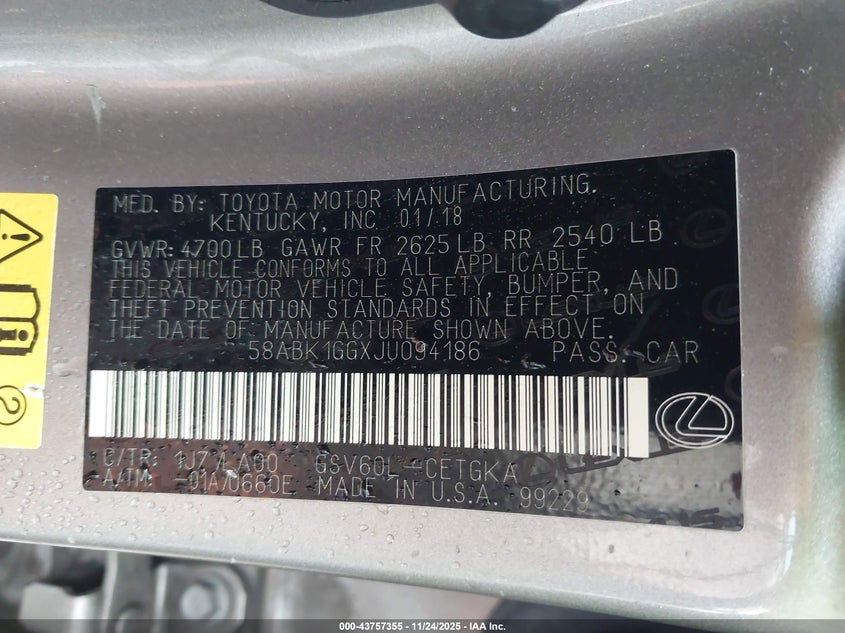 MFD. BY: TOYOTA MOTOR MANUFACTURING.
KENTUCKY, INC 01/18
GVWR: 4700LB GAWR FR 2625LB RR 2540 LB
THIS VEHICLE CONFORMS TO ALL APPLICABLE
FEDERAL MOTOR VEHICLE SAFETY, BUMPER, AND
THEFT PREVENTION STANDARDS IN EFFECT ON
THE DATE OF MANUFACTURE SHOWN ABOVE.
58ABK1GGXJU094186 PASS. CAR
C/TR: 1J7 A00
GSV60L-CETGKA
A/TM: -01A/U660E
MADE IN U.S.A. 99229
2
000-43757355 - 11/24/2025 - IAA Inc.